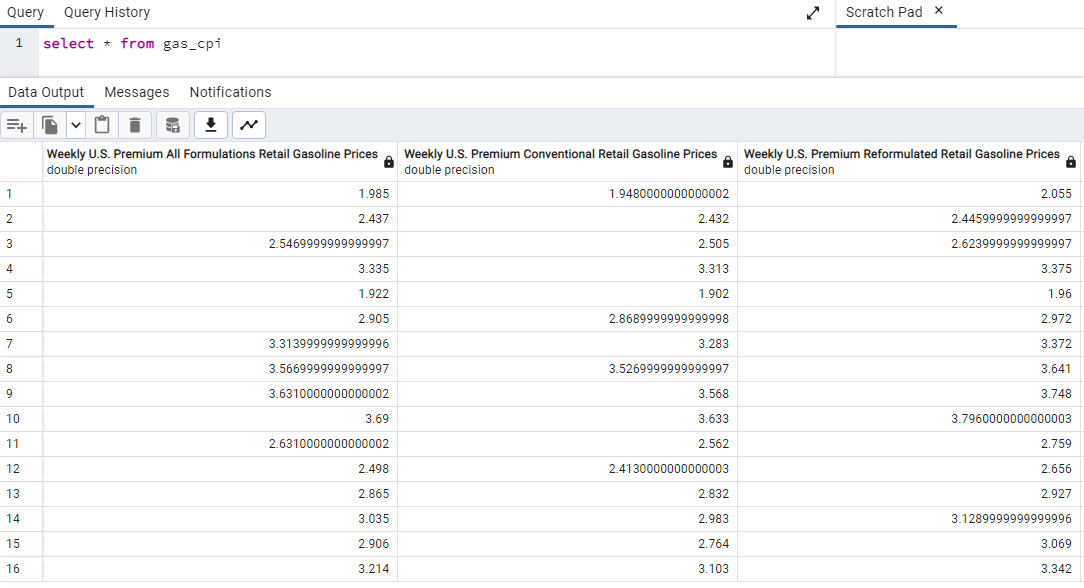 Query Query History Scratch Pad ×
1 select * from gas_cpi
Data Output Messages Notifications
Weekly U.S. Premium All Formulations Retail Gasoline Prices Weekly U.S. Premium Conventional Retail Gasoline Prices Weekly U.S. Premium Reformulated Retail Gasoline Prices
double precision double precision double precision
1 1.985 1.9480000000000002 2.055
2 2.437 2.432 2.4459999999999997
3 2.5469999999999997 2.505 2.6239999999999997
4 3.335 3.313 3.375
5 1.922 1.902 1.96
6 2.905 2.8689999999999998 2.972
7 3.3139999999999996 3.283 3.372
8 3.5669999999999997 3.5269999999999997 3.641
9 3.6310000000000002 3.568 3.748
10 3.69 3.633 3.7960000000000003
11 2.6310000000000002 2.562 2.759
12 2.498 2.4130000000000003 2.656
13 2.865 2.832 2.927
14 3.035 2.983 3.1289999999999996
15 2.906 2.764 3.069
16 3.214 3.103 3.342